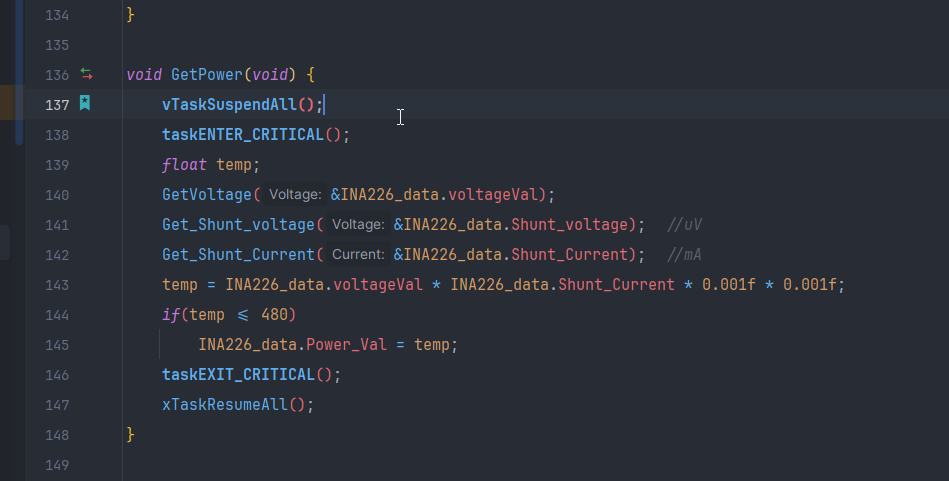 134 }
135
136 void GetPower(void) {
137 vTaskSuspendAll();
138 taskENTER_CRITICAL();
139 float temp;
140 GetVoltage( Voltage: &INA226_data.voltageVal);
141 Get_Shunt_voltage( Voltage: &INA226_data.Shunt_voltage); //uV
142 Get_Shunt_Current( Current: &INA226_data.Shunt_Current); //mA
143 temp = INA226_data.voltageVal * INA226_data.Shunt_Current * 0.001f * 0.001f;
144 if(temp <= 480)
145 INA226_data.Power_Val = temp;
146 taskEXIT_CRITICAL();
147 xTaskResumeAll();
148 }
149